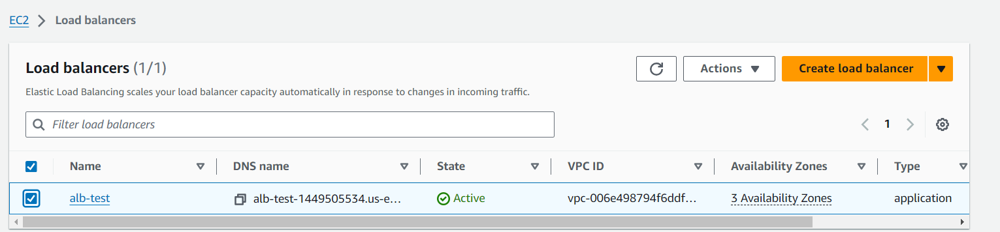 EC2 > Load balancers
Load balancers (1/1)
Actions
Create load balancer
Elastic Load Balancing scales your load balancer capacity automatically in response to changes in incoming traffic.
Filter load balancers
1
Name DNS name State VPC ID Availability Zones Type
alb-test alb-test-1449505534.us-e... Active vpc-006e498794f6ddf... 3 Availability Zones application